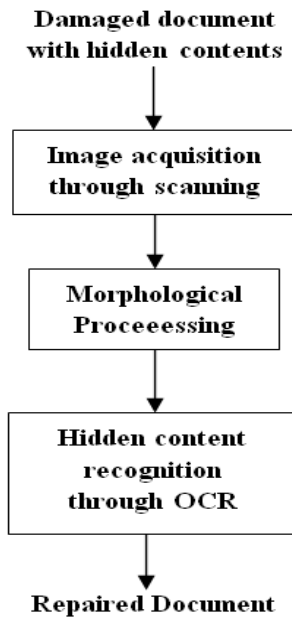 Damaged document
with hidden contents
Image acquisition
through scanning
Morphological
Proceeessing
Hidden content
recognition
through OCR
Repaired Document